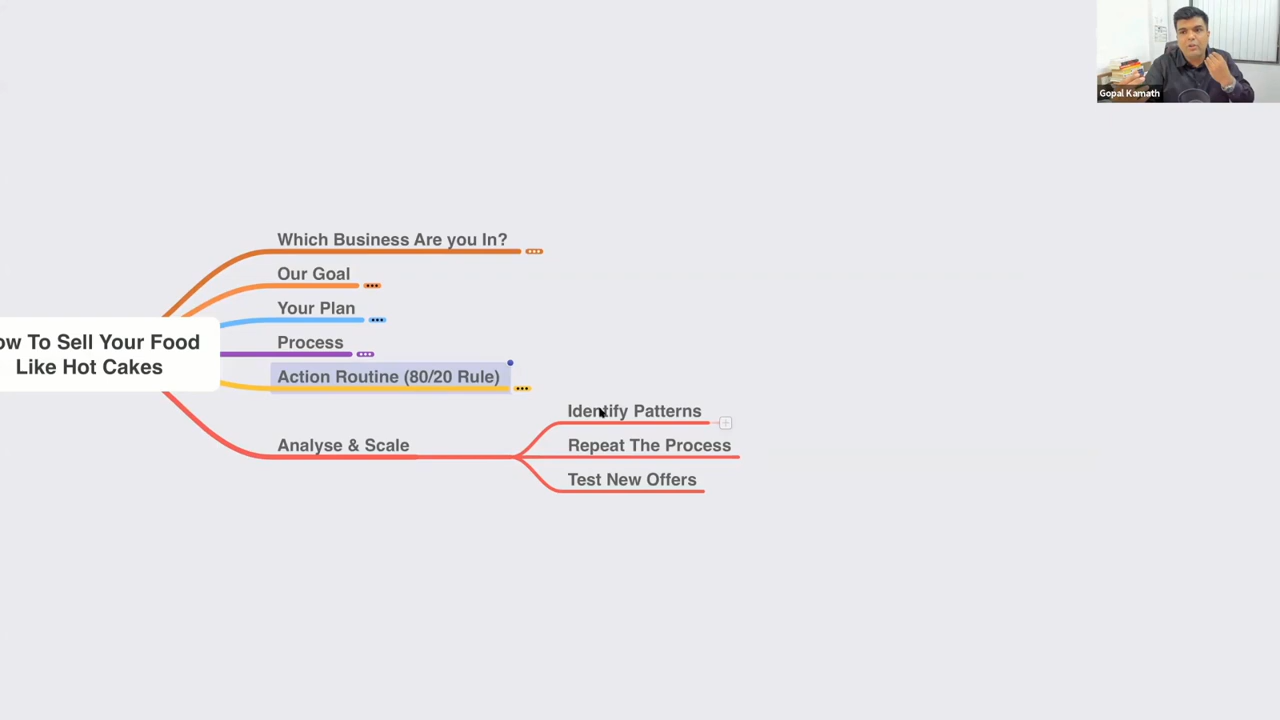 Gopal Kamath
Which Business Are you In?
Our Goal
Your Plan
Process
ow To Sell Your Food
Like Hot Cakes
Action Routine (80/20 Rule)
Analyse & Scale
Identify Patterns
Repeat The Process
Test New Offers